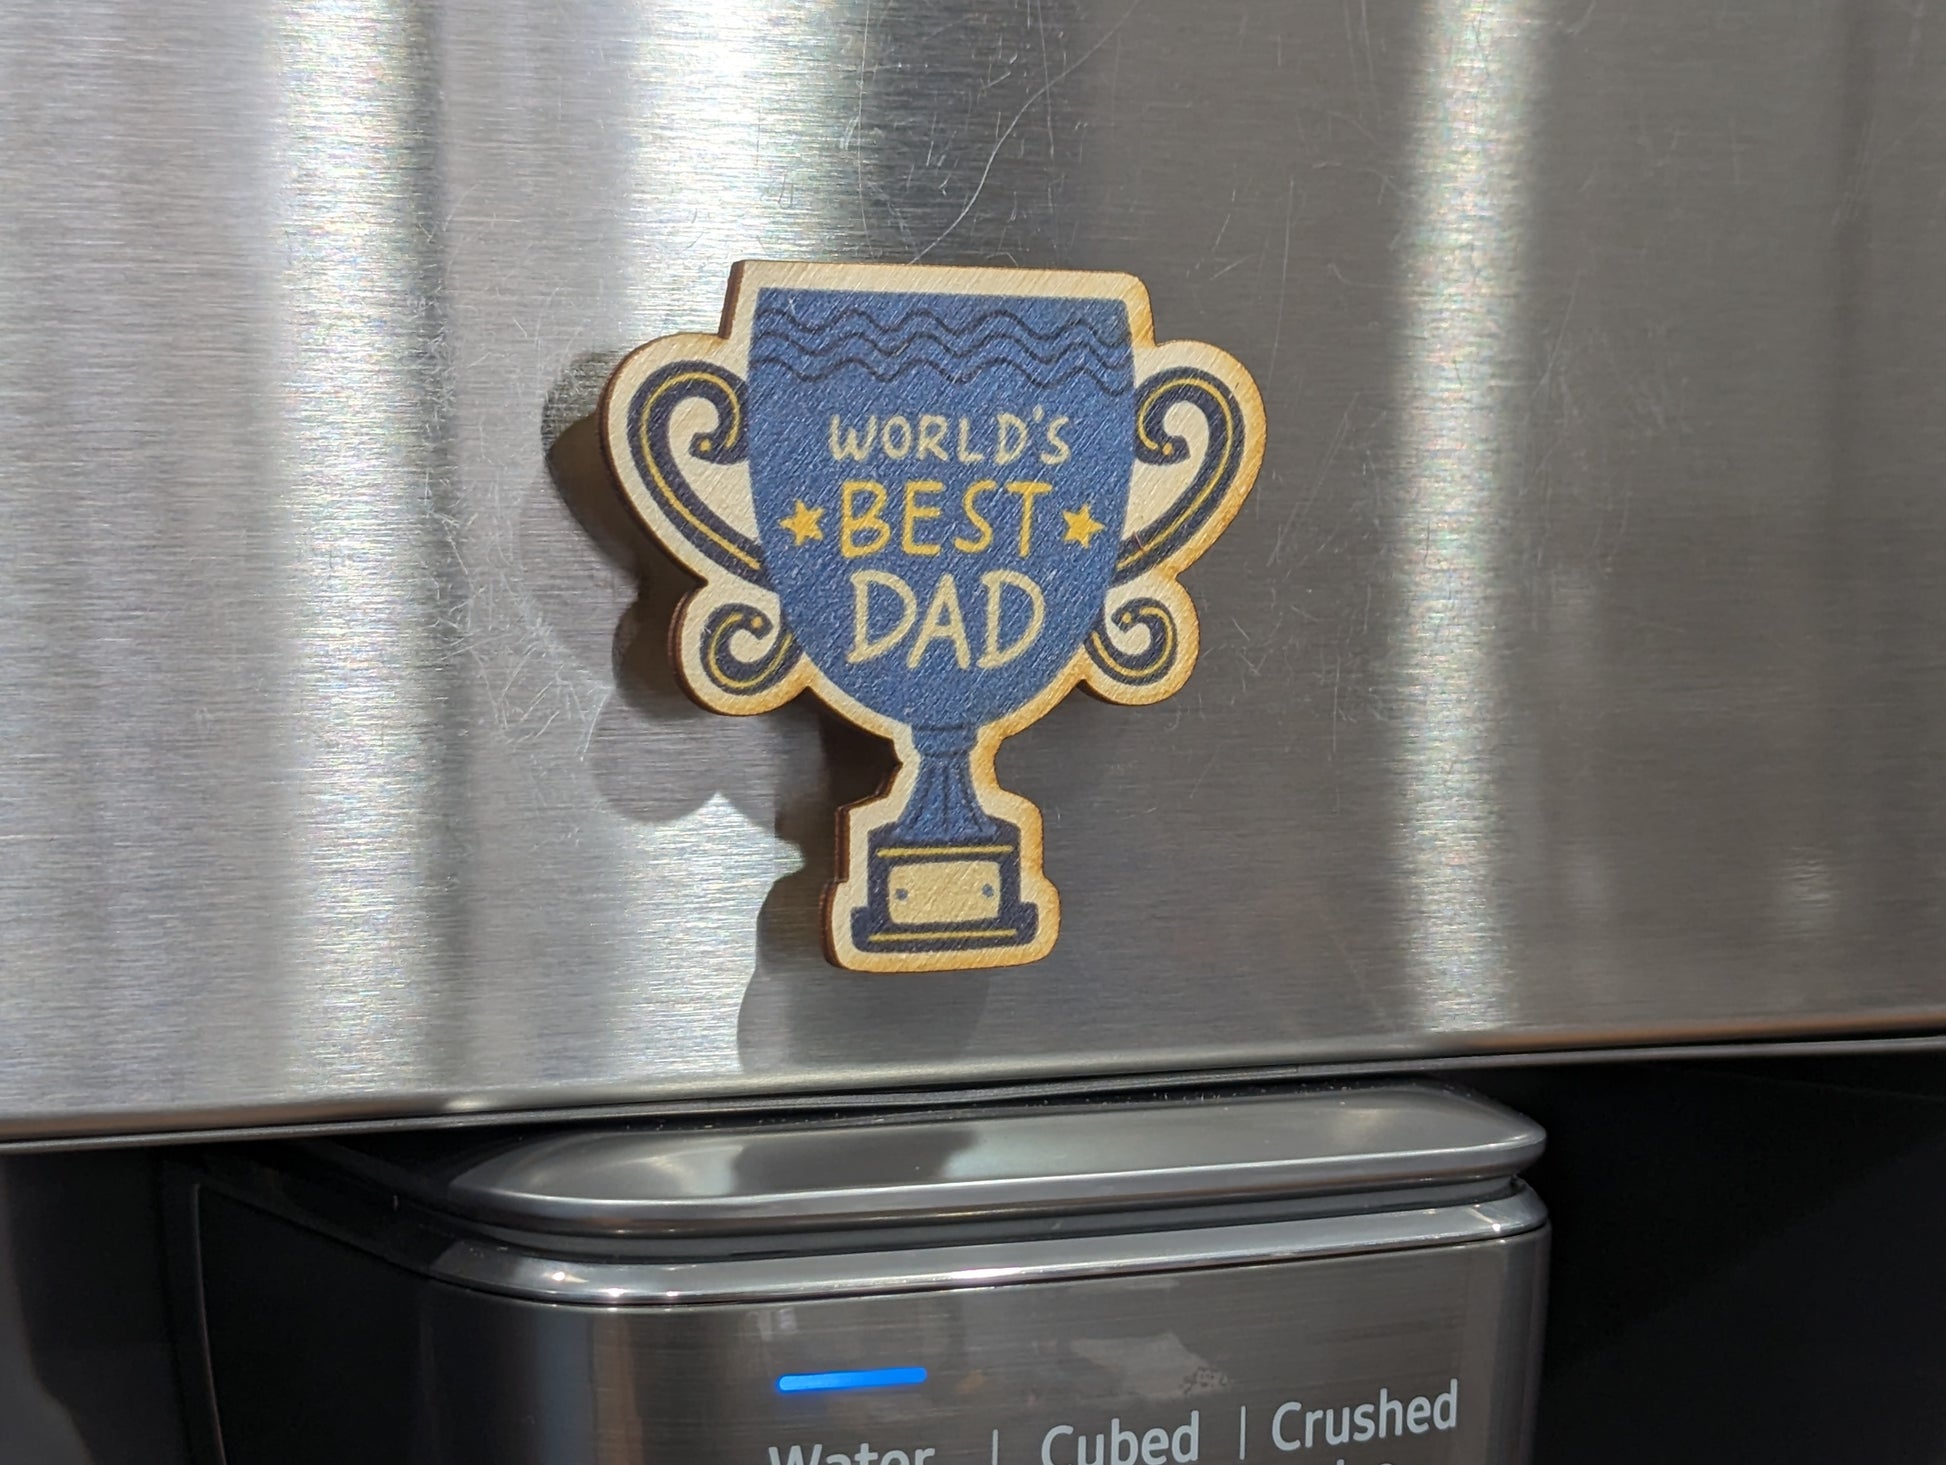 WORLD'S
BEST
DAD
Water | Cubed | Crushed